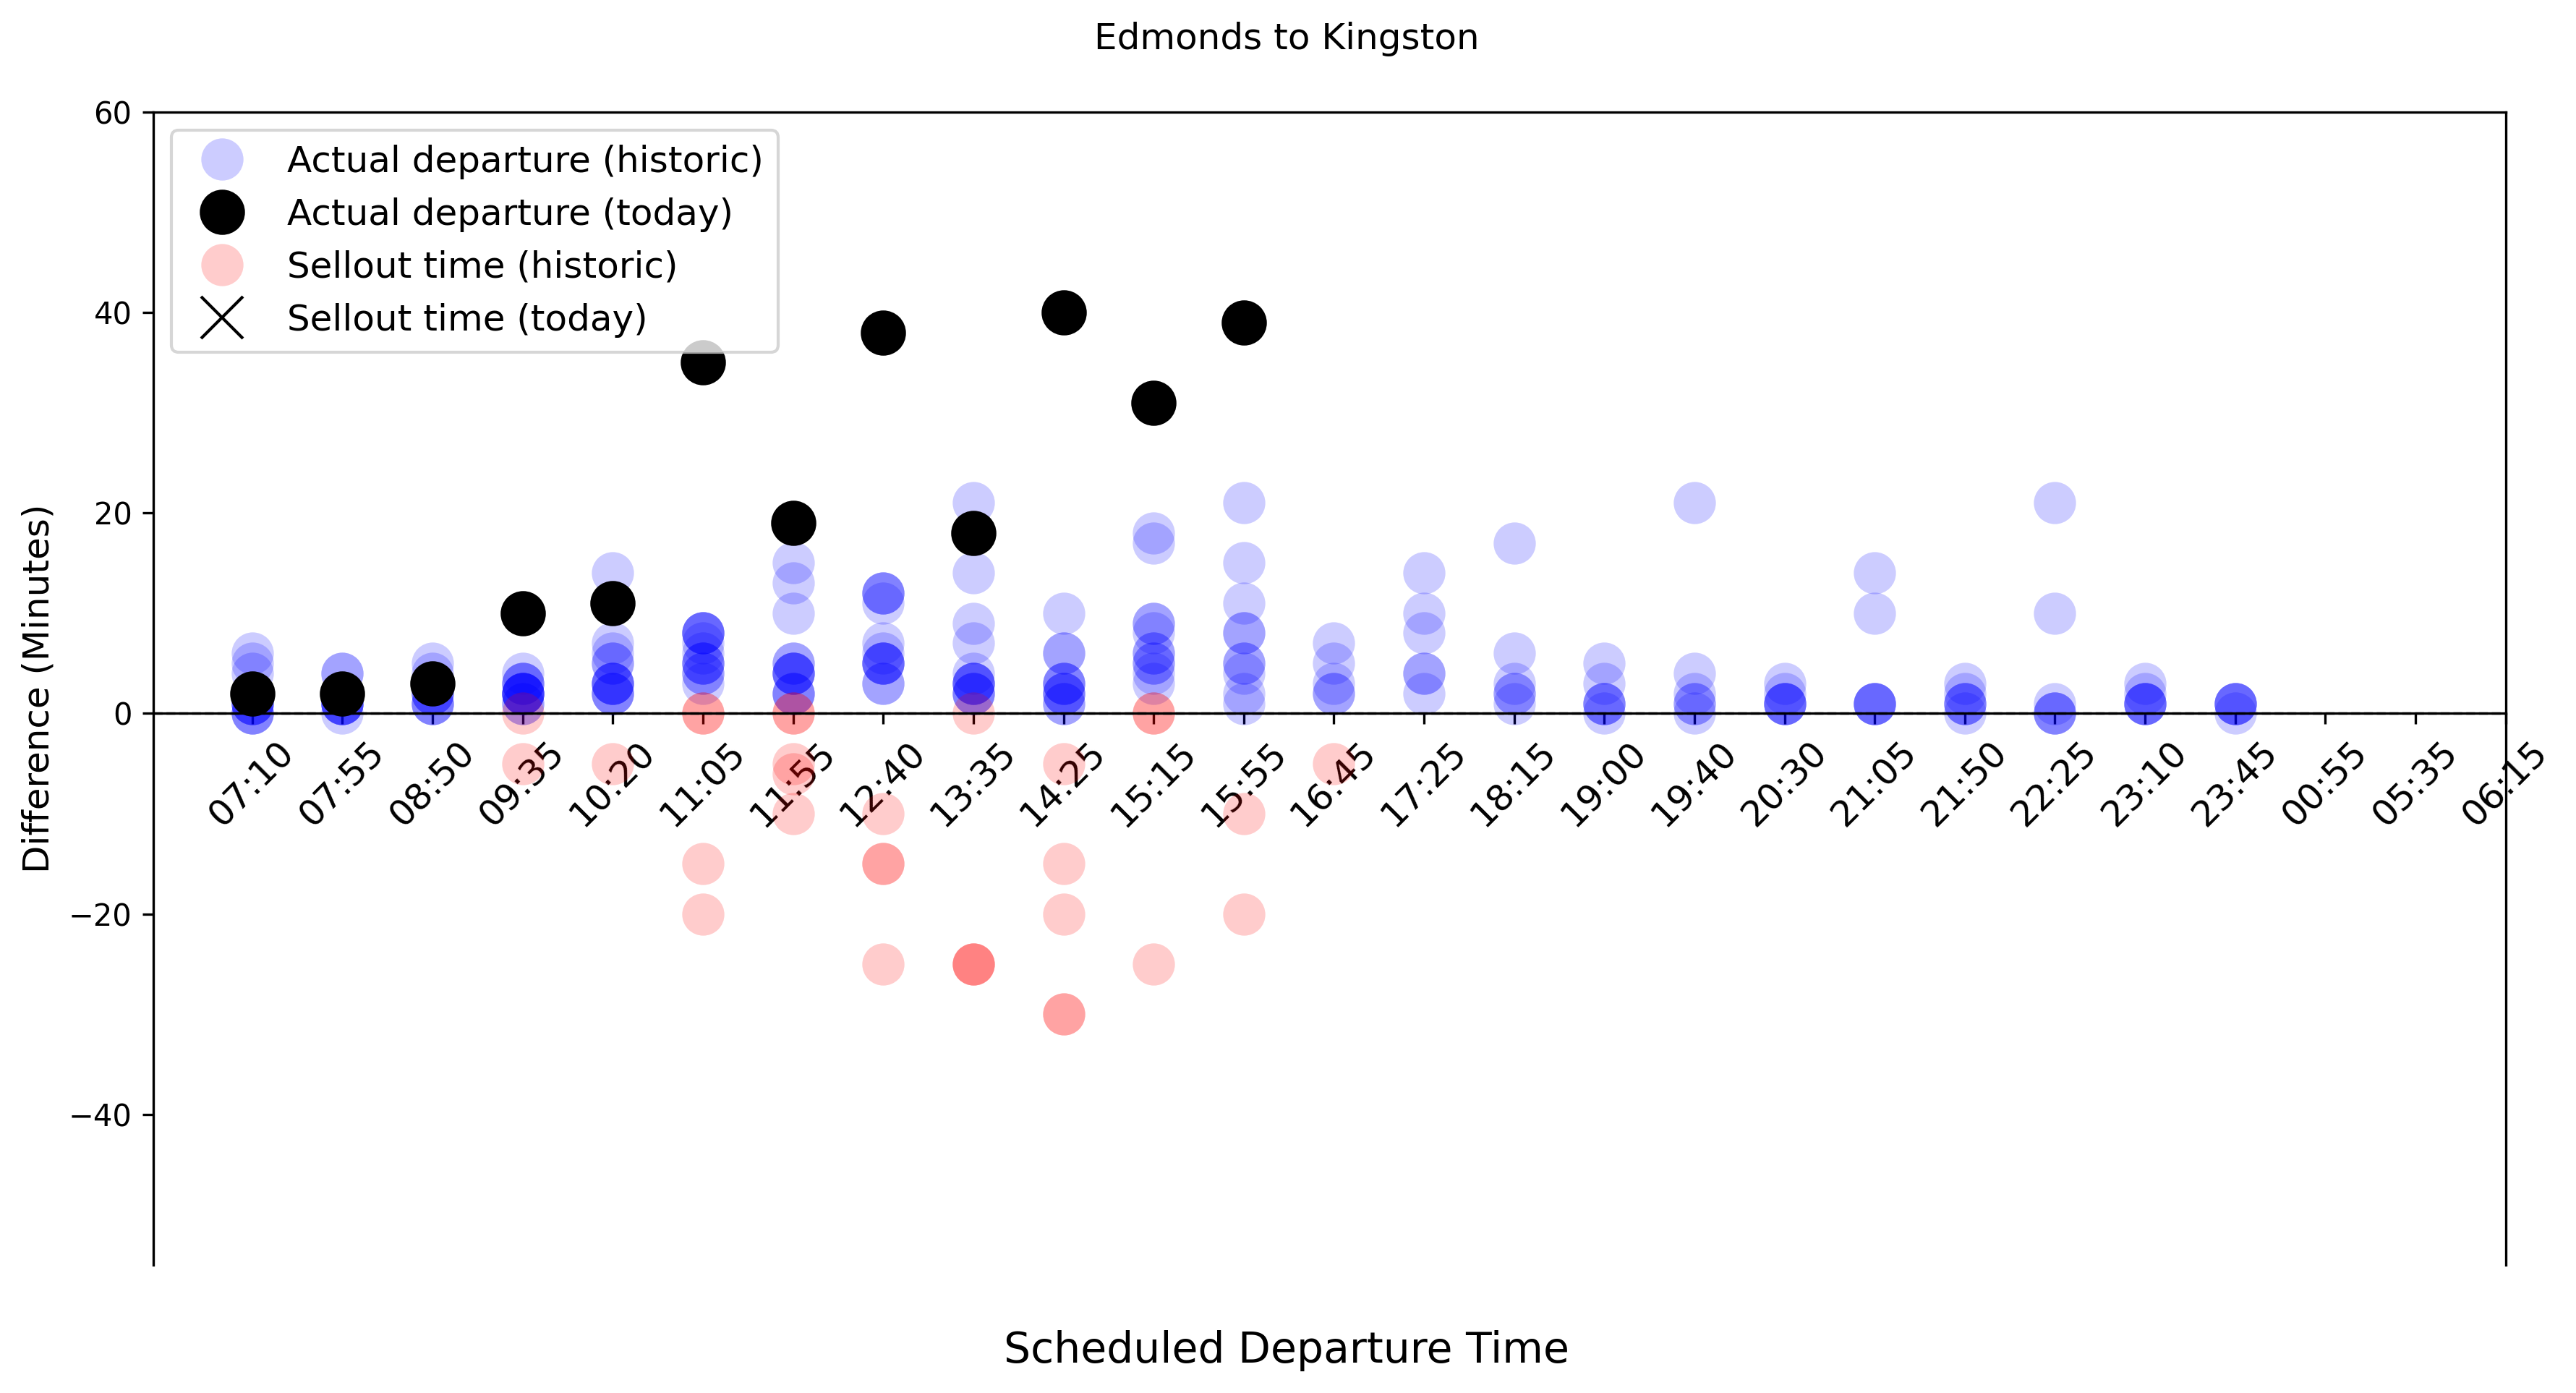 Edmonds to Kingston
60
Actual departure (historic)
Actual departure (today)
Sellout time (historic)
Sellout time (today)
40
20
0
−20
−40
Difference (Minutes)
07:10 07:55 08:50 09:35 10:20 11:05 11:55 12:40 13:35 14:25 15:15 15:55 16:45 17:25 18:15 19:00 19:40 20:30 21:05 21:50 22:25 23:10 23:45 00:55 05:35 06:15
Scheduled Departure Time